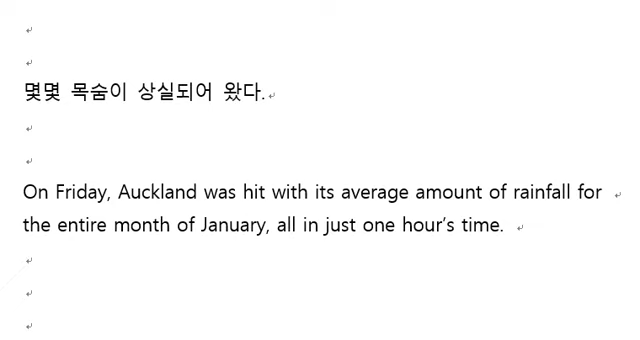 몇몇 목숨이 상실되어 왔다.
On Friday, Auckland was hit with its average amount of rainfall for
the entire month of January, all in just one hour's time.